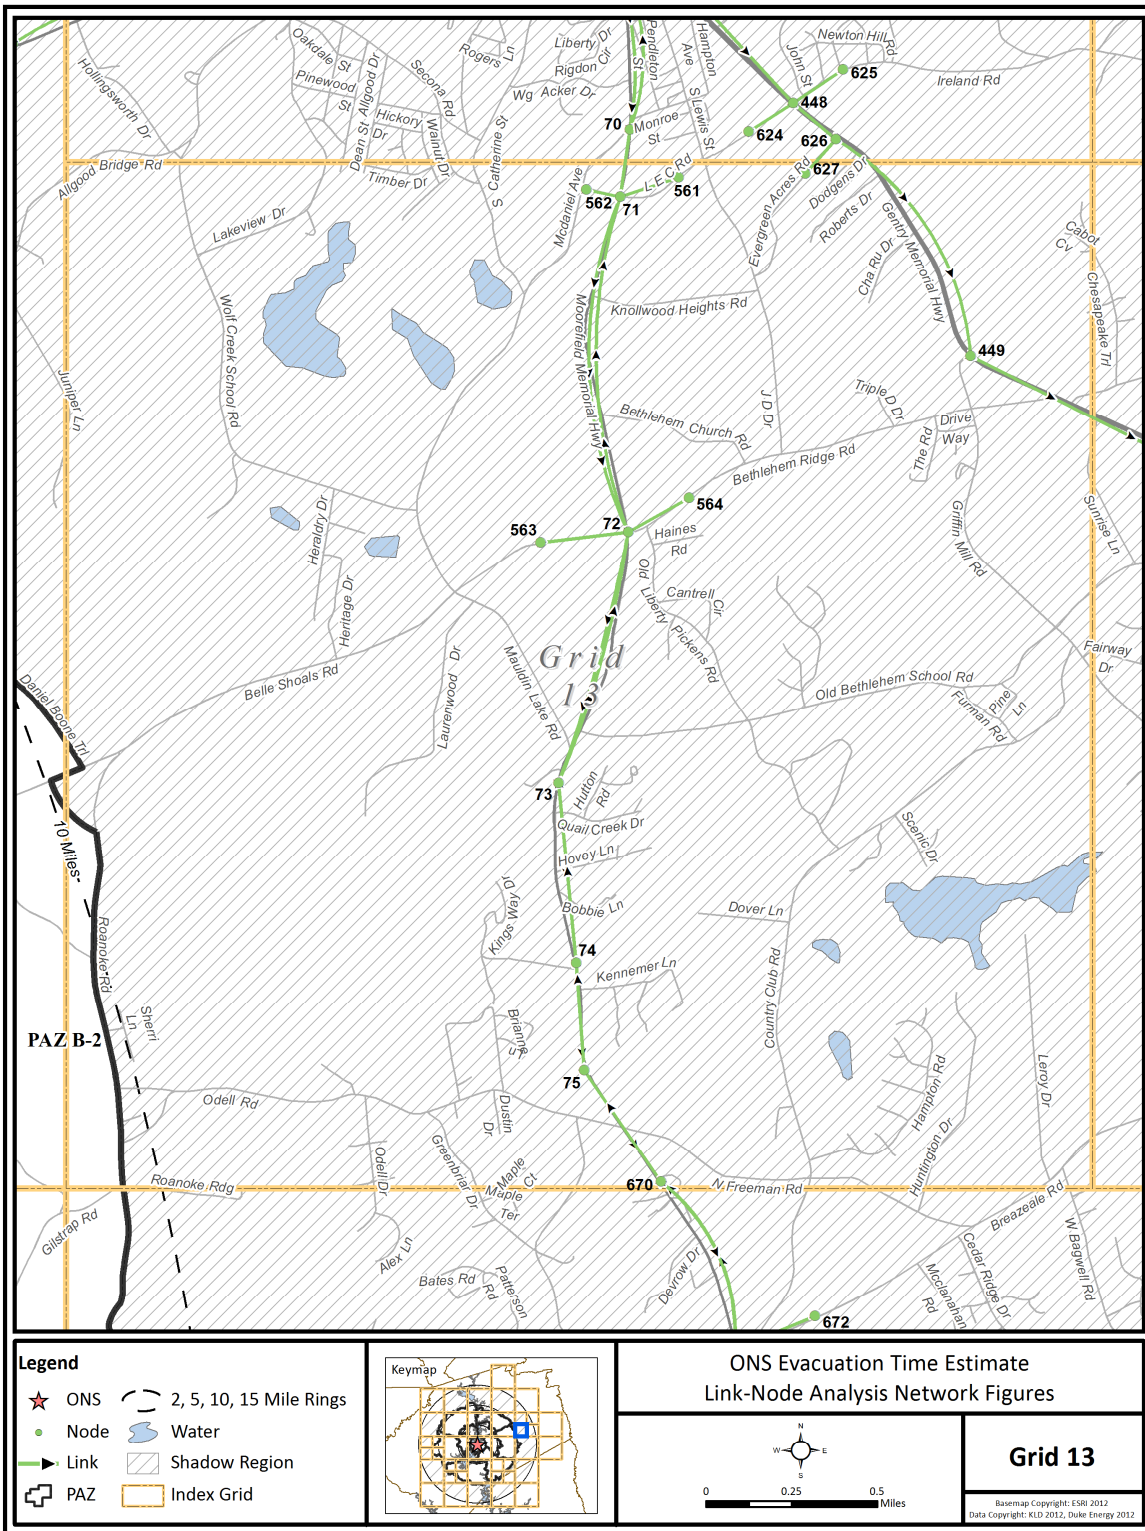 Hollingsworth Dr
Oakdale St
Pinewood
St
Dean St
Allgood Dr
Hickory
Dr
Secona Rd
Walnut Dr
Rogers Ln
Wg Acker Dr
Liberty Dr
Rigdon
Cir
Pendleton
St
Ave
Hampton
S Lewis St
Monroe
St
70
John St
Newton Hill
Rd
625
Ireland Rd
448
624
626
627
Allgood Bridge Rd
Timber Dr
S Catherine St
Mcdaniel Ave
562
71
L E C Rd
561
Evergreen Acres Rd
Dodgens Dr
Roberts Dr
Cha Ru Dr
Gentry Memorial Hwy
Cabot
Cv
Chesapeake Trl
Lakeview Dr
Wolf Creek School Rd
Juniper Ln
Moorefield Memorial Hwy
Knollwood Heights Rd
449
J D Dr
Triple D Dr
Drive
Way
The Rd
Bethlehem Church Rd
Bethlehem Ridge Rd
564
72
563
Haines
Rd
Griffin Mill Rd
Sunrise Ln
Heraldry Dr
Heritage Dr
Old Liberty Pickens Rd
Cantrell
Cir
Grid
13
Mauldin Lake Rd
Laurenwood Dr
Belle Shoals Rd
Old Bethlehem School Rd
Furman Rd
Pine
Ln
Fairway
Dr
Daniel Boone Trl
10 Miles
73
Hutton
Rd
Quail Creek Dr
Hovoy Ln
Scenic Dr
Bobbie Ln
Kings Way Dr
74
Kennemer Ln
Dover Ln
Country Club Rd
Roanoke Rd
Sherri
Ln
PAZ B-2
Brianne
Ln
75
Odell Rd
Dustin
Dr
Hampton Rd
Huntington Dr
Leroy Dr
Roanoke Rdg
Odell Dr
Greenbriar Dr
Maple
Ct
Maple
Ter
670
N Freeman Rd
Breazeale Rd
Gilstrap Rd
Alex Ln
Bates Rd
Patterson
Rd
Devrow Dr
Cedar Ridge Dr
Mcclanahan
Rd
W Bagwell Rd
672
Legend
ONS
2, 5, 10, 15 Mile Rings
Node
Water
Link
Shadow Region
PAZ
Index Grid
Keymap
ONS Evacuation Time Estimate
Link-Node Analysis Network Figures
N
W
E
S
0
0.25
0.5
Miles
Grid 13
Basemap Copyright: ESRI 2012
Data Copyright: KLD 2012, Duke Energy 2012